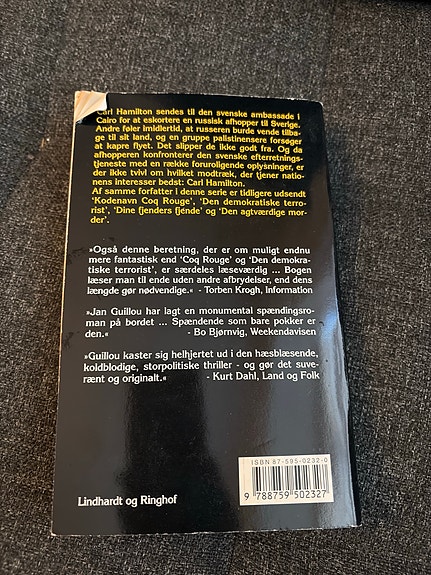 Carl Hamilton sendes til den svenske ambassade i
Cairo for at eskortere en russisk afhopper til Sverige.
Andre føler imidlertid, at russeren burde vende tilba-
ge til sit land, og en gruppe palæstinensere forsøger
at kapre flyet. Det slipper de ikke godt fra. Og da
afhopperen konfronterer den svenske efterretnings-
tjeneste med en række foruroligende oplysninger, er
der ikke tvivl om hvilket modtræk, der tjener natio-
nens interesser bedst: Carl Hamilton.
Af samme forfatter i denne serie er tidligere udsendt
'Kodenavn Coq Rouge', 'Den demokratiske terro-
rist', 'Dine fjenders fjende' og 'Den agtværdige mor-
der'.
»Også denne beretning, der er om muligt endnu
mere fantastisk end 'Coq Rouge' og 'Den demokra-
tiske terrorist', er særdeles læseværdig ... Bogen
læser man til ende uden andre afbrydelser, end dens
længde gør nødvendige.« - Torben Krogh, Information
»Jan Guillou har lagt en monumental spændingsro-
man på bordet ... Spændende som bare pokker er
den.« - Bo Bjørnvig, Weekendavisen
»Guillou kaster sig helhjertet ud i den hæsblæsende,
koldblodige, storpolitiske thriller - og gør det suve-
rænt og originalt.« - Kurt Dahl, Land og Folk
ISBN 87-595-0232-0
9 788759 502327
Lindhardt og Ringhof